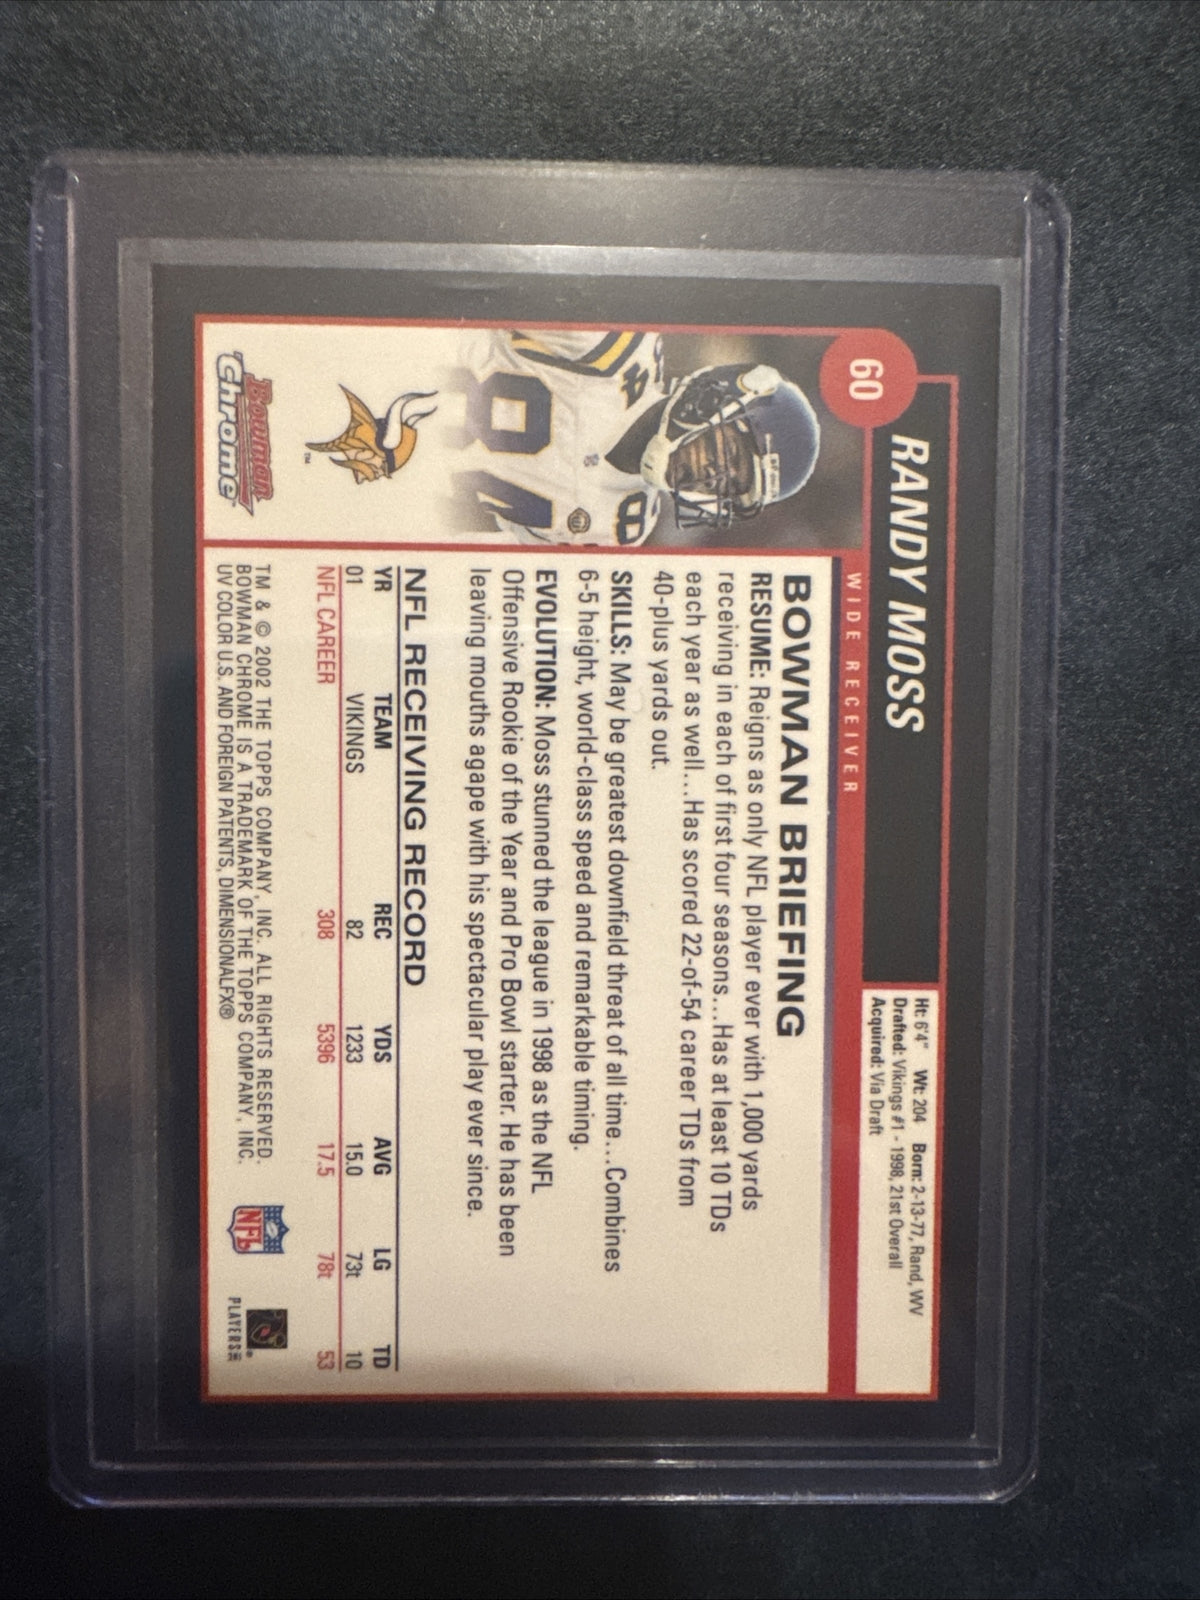 60
RANDY MOSS
Ht: 6'4" Wt: 204 Born: 2-13-77, Rand, WV
Drafted: Vikings #1 - 1998, 21st Overall
Acquired: Via Draft
WIDE RECEIVER
BOWMAN BRIEFING
RESUME: Reigns as only NFL player ever with 1,000 yards
receiving in each of first four seasons...Has at least 10 TDs
each year as well...Has scored 22-of-54 career TDs from
40-plus yards out.
SKILLS: May be greatest downfield threat of all time...Combines
6-5 height, world-class speed and remarkable timing.
EVOLUTION: Moss stunned the league in 1998 as the NFL
Offensive Rookie of the Year and Pro Bowl starter. He has been
leaving mouths agape with his spectacular play ever since.
84
84
TM
Bowman
Chrome
NFL RECEIVING RECORD
YR TEAM REC YDS AVG LG TD
01 VIKINGS 82 1233 15.0 73t 10
NFL CAREER 308 5396 17.5 78t 53
TM & © 2002 THE TOPPS COMPANY, INC. ALL RIGHTS RESERVED.
BOWMAN CHROME IS A TRADEMARK OF THE TOPPS COMPANY, INC.
UV COLOR U.S. AND FOREIGN PATENTS, DIMENSIONALFX®
NFL
PLAYERS INC